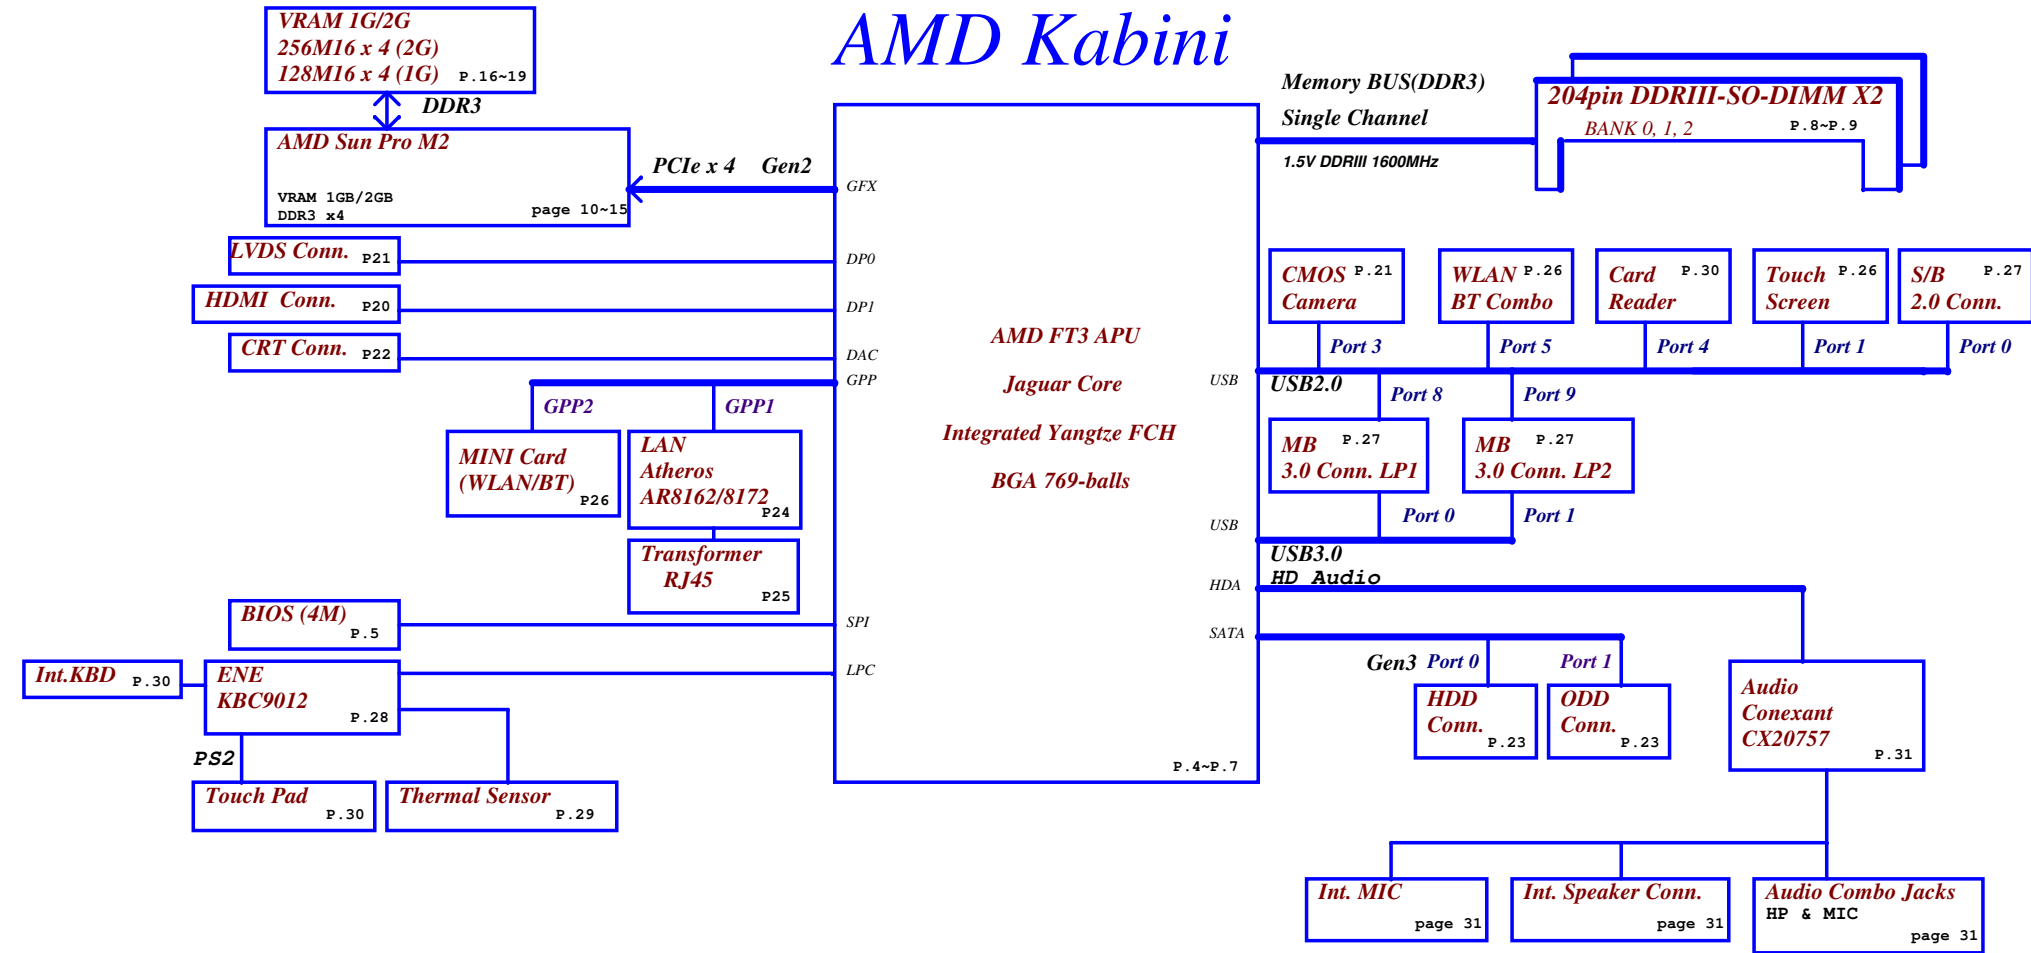 AMD Kabini
VRAM 1G/2G
256M16 x 4 (2G)
128M16 x 4 (1G) P.16~19
DDR3
AMD Sun Pro M2
VRAM 1GB/2GB
DDR3 x4
page 10~15
PCIe x 4 Gen2
GFX
LVDS Conn. P21
DP0
HDMI Conn. P20
DP1
CRT Conn. P22
DAC
GPP
GPP2
GPP1
MINI Card
(WLAN/BT)
P26
LAN
Atheros
AR8162/8172
P24
Transformer
RJ45
P25
BIOS (4M)
P.5
SPI
Int.KBD P.30
ENE
KBC9012
P.28
LPC
PS2
Touch Pad
P.30
Thermal Sensor
P.29
AMD FT3 APU
Jaguar Core
Integrated Yangtze FCH
BGA 769-balls
P.4~P.7
Memory BUS(DDR3)
Single Channel
1.5V DDRIII 1600MHz
204pin DDRIII-SO-DIMM X2
BANK 0, 1, 2 P.8~P.9
CMOS P.21
Camera
WLAN P.26
BT Combo
Card P.30
Reader
Touch P.26
Screen
S/B P.27
2.0 Conn.
Port 3
Port 5
Port 4
Port 1
Port 0
USB
USB2.0
Port 8
Port 9
MB P.27
3.0 Conn. LP1
MB P.27
3.0 Conn. LP2
Port 0
Port 1
USB
USB3.0
HD Audio
HDA
SATA
Gen3 Port 0
Port 1
HDD
Conn.
P.23
ODD
Conn.
P.23
Audio
Conexant
CX20757
P.31
Int. MIC
page 31
Int. Speaker Conn.
page 31
Audio Combo Jacks
HP & MIC
page 31